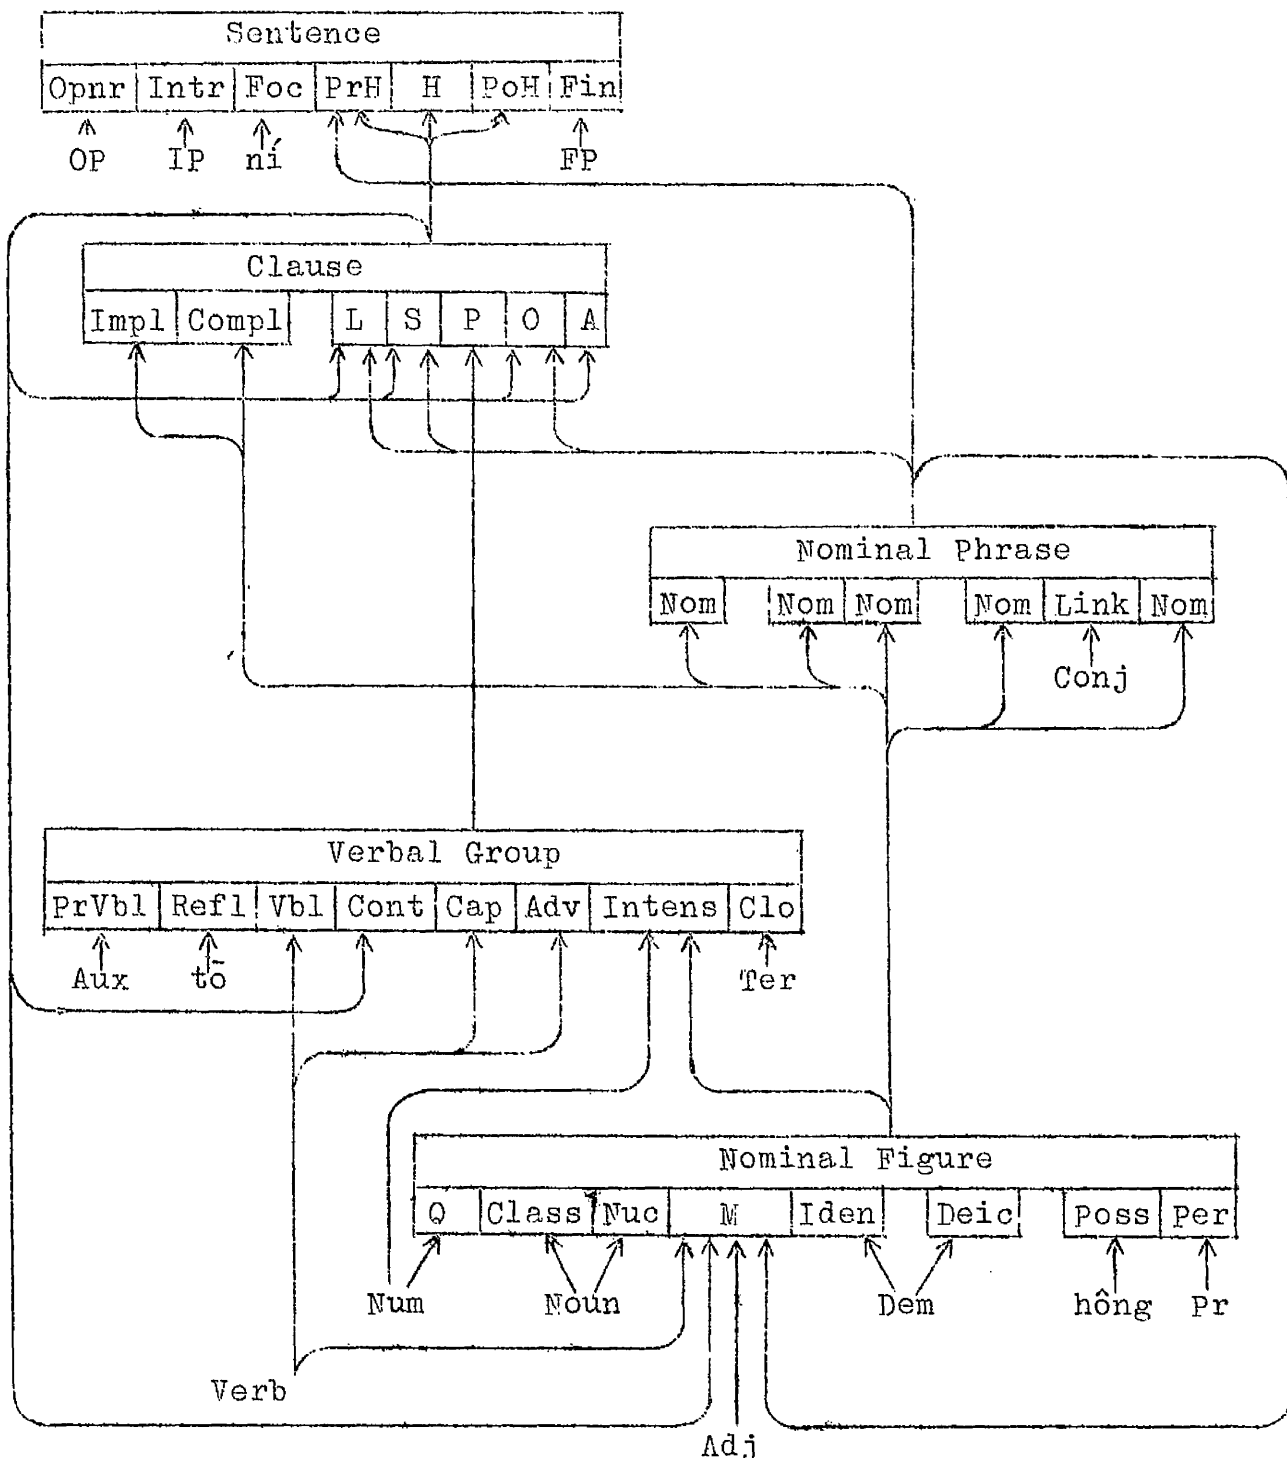 Sentence
Opnr Intr Foc PrH H PoH Fin
OP IP ní FP
Clause
Impl Compl L S P O A
Nominal Phrase
Nom Nom Nom Nom Link Nom
Conj
Verbal Group
PrVbl Refl Vbl Cont Cap Adv Intens Clo
Aux tō Ter
Nominal Figure
Q Class Nuc M Iden Deic Poss Per
Num Noun Dem hông Pr
Verb
Adj